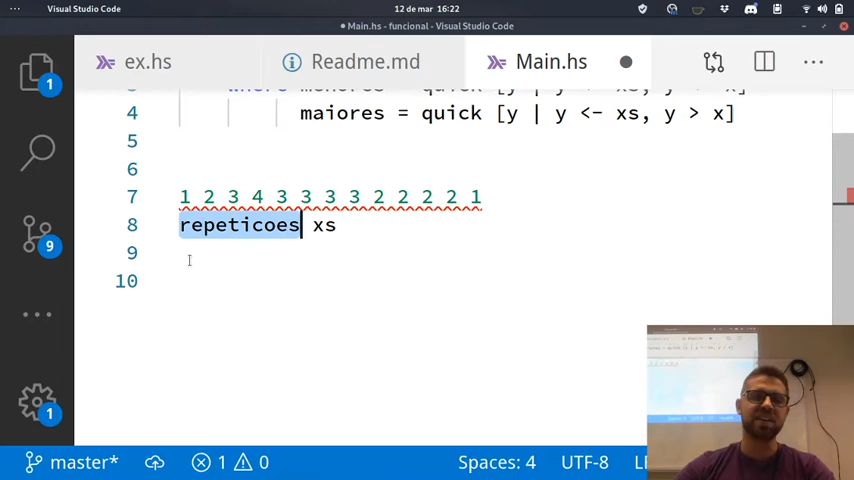 Visual Studio Code
12 de mar 16:22
• Main.hs - funcional - Visual Studio Code
ex.hs
Readme.md
Main.hs
4 maiores = quick [y | y <- xs, y > x]
5
6
7 1 2 3 4 3 3 3 3 2 2 2 2 1
8 repeticoes xs
9
10
1
9
1
master*
1
0
Spaces: 4
UTF-8